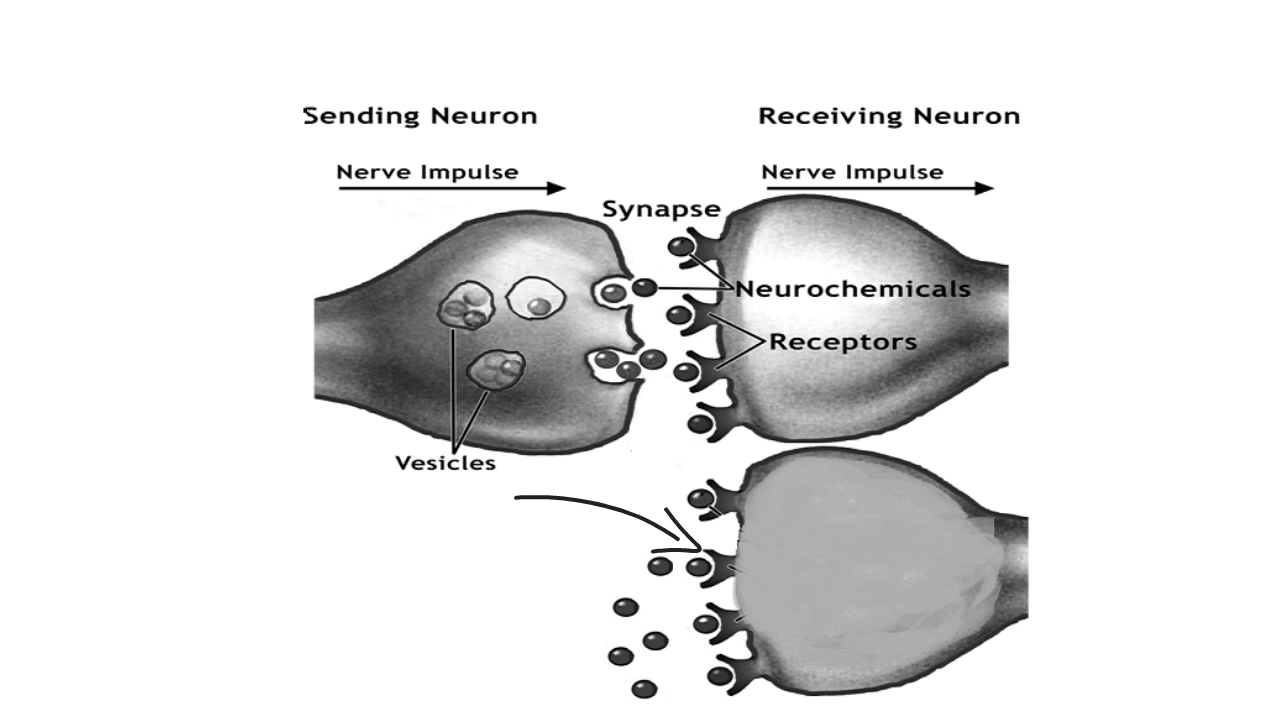 Sending Neuron
Receiving Neuron
Nerve Impulse
Nerve Impulse
Synapse
Neurochemicals
Receptors
Vesicles